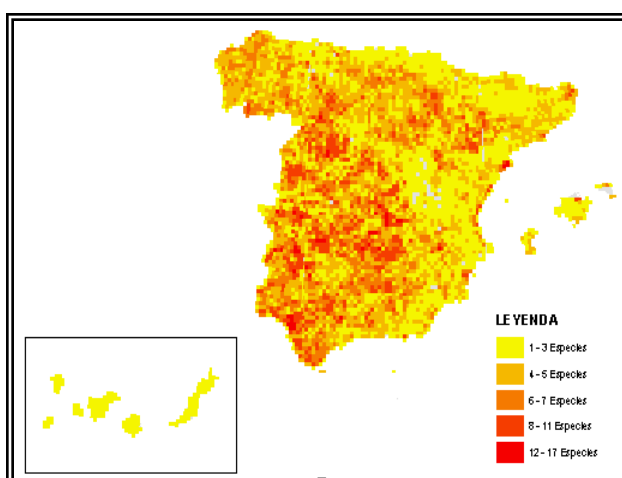 LEYENDA
1 - 3 Especies
4 - 5 Especies
6 - 7 Especies
8 - 11 Especies
12 - 17 Especies